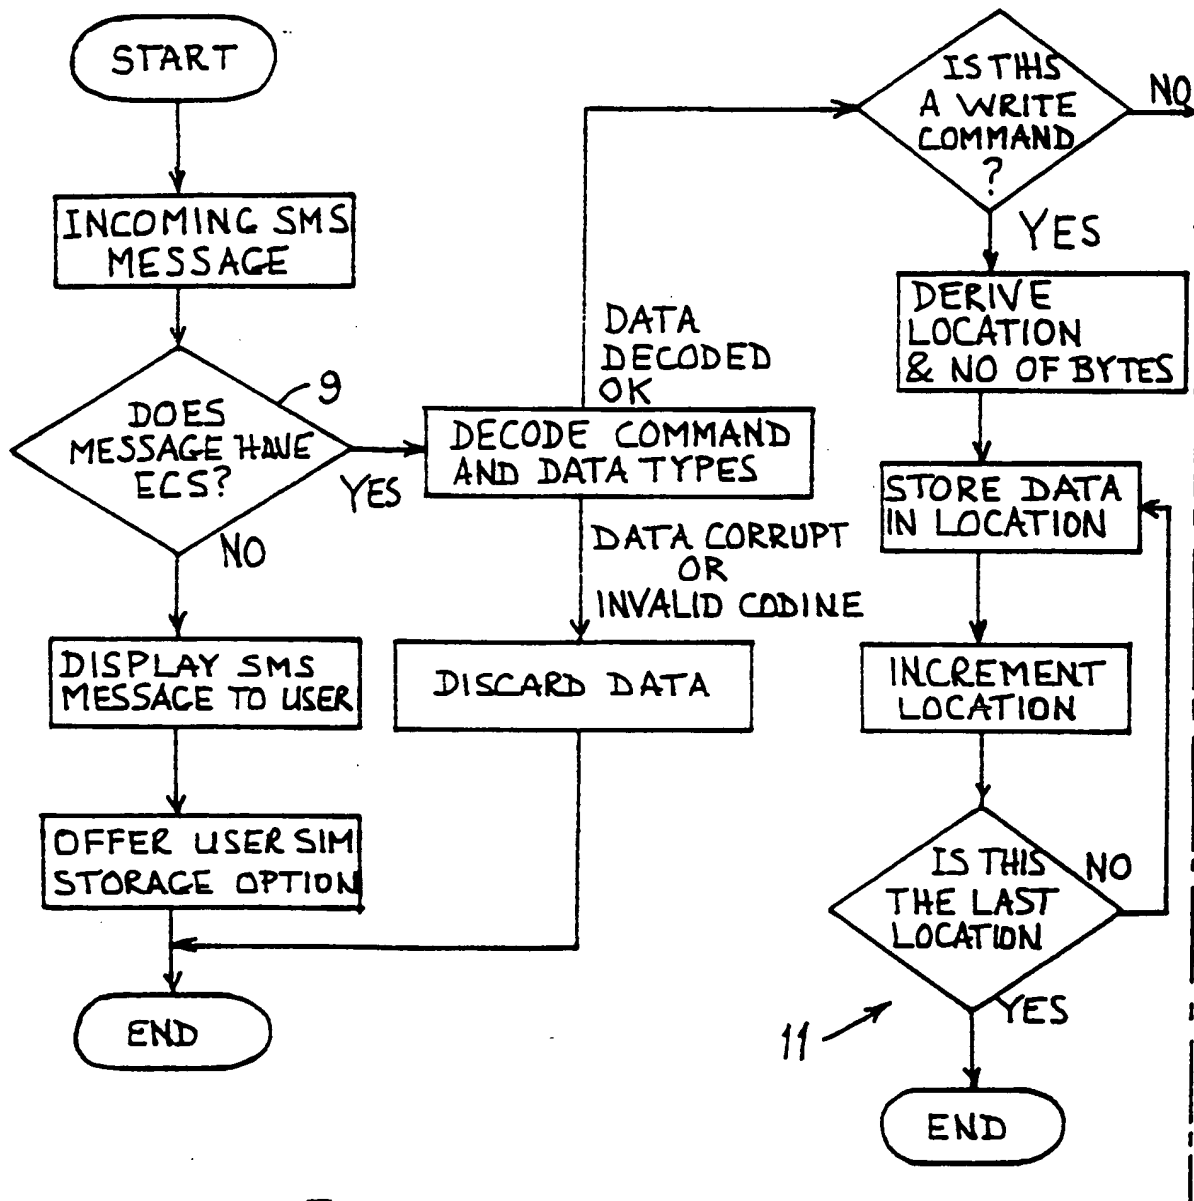 START
INCOMING SMS
MESSAGE
DOES
MESSAGE HAVE
ECS?
9
YES
NO
DISPLAY SMS
MESSAGE TO USER
OFFER USER SIM
STORAGE OPTION
END
DATA
DECODED
OK
DECODE COMMAND
AND DATA TYPES
DATA CORRUPT
OR
INVALID CODINE
DISCARD DATA
IS THIS
A WRITE
COMMAND
?
NO
YES
DERIVE
LOCATION
& NO OF BYTES
STORE DATA
IN LOCATION
INCREMENT
LOCATION
IS THIS
THE LAST
LOCATION
NO
YES
11
END